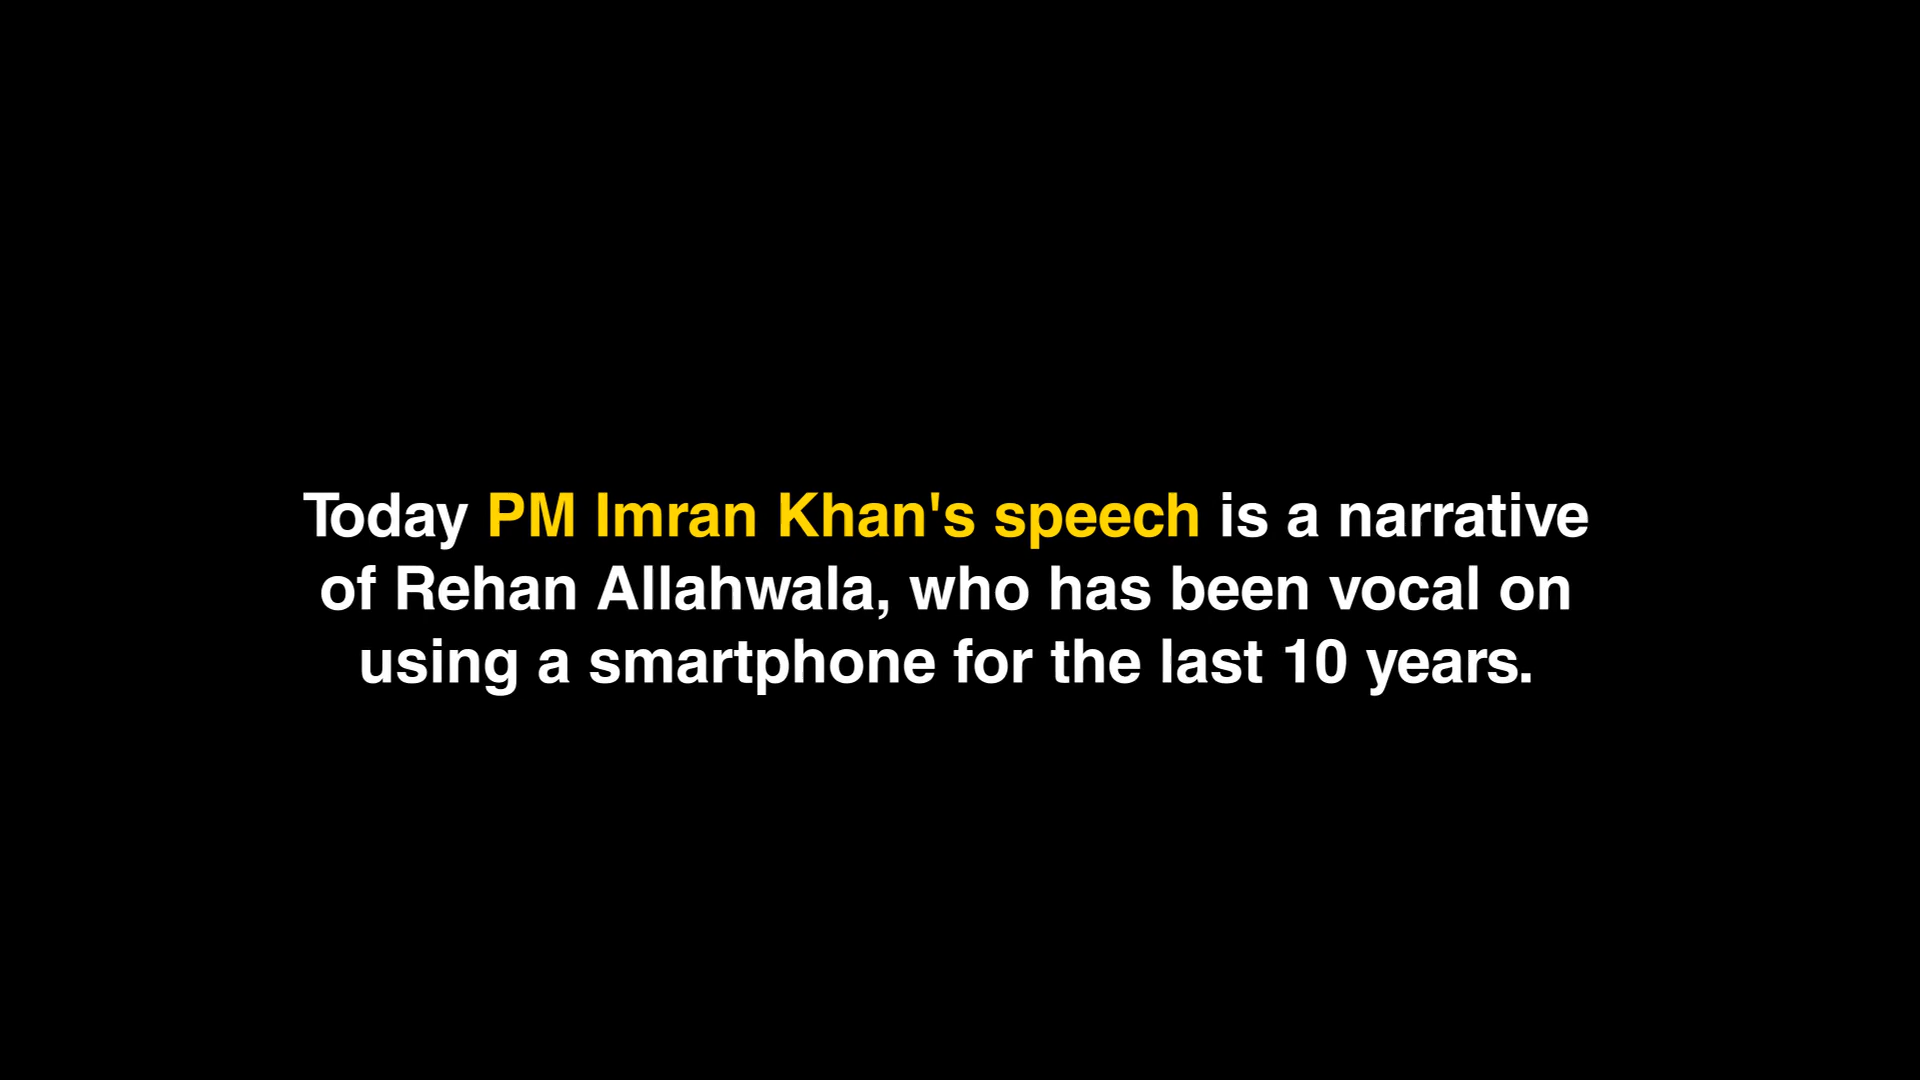 Today PM Imran Khan's speech is a narrative
of Rehan Allahwala, who has been vocal on
using a smartphone for the last 10 years.